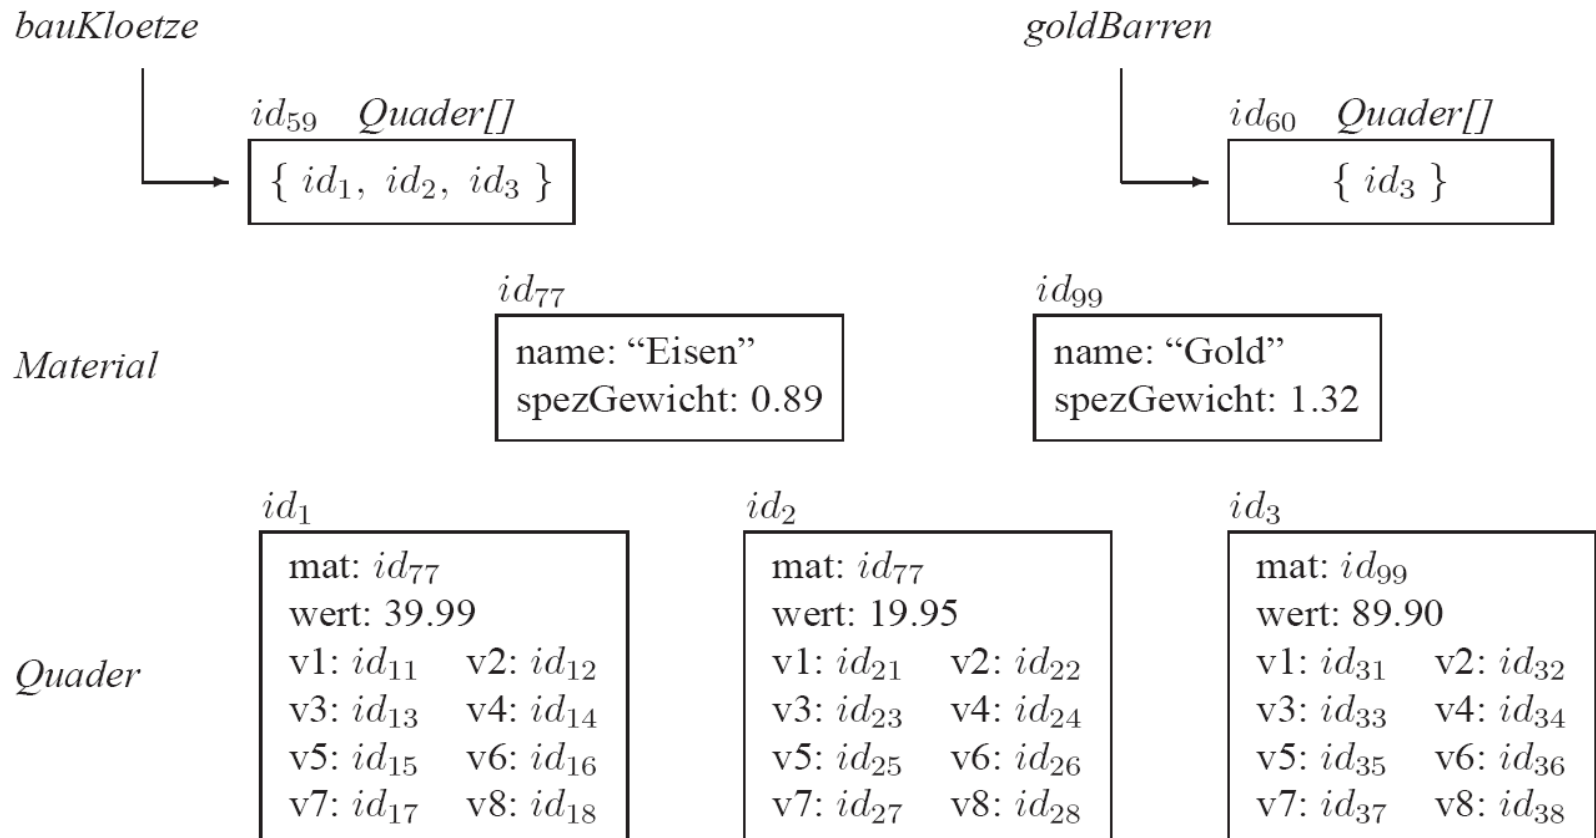 bauKloetze goldBarren
id59 Quader[] id60 Quader[]
{ id1, id2, id3 } { id3 }
id77 id99
name: “Eisen” name: “Gold”
Material
spezGewicht: 0.89 spezGewicht: 1.32
id1 id2 id3
mat: id77 mat: id77 mat: id99
wert: 39.99 wert: 19.95 wert: 89.90
Quader
v1: id11 v2: id12 v1: id21 v2: id22 v1: id31 v2: id32
v3: id13 v4: id14 v3: id23 v4: id24 v3: id33 v4: id34
v5: id15 v6: id16 v5: id25 v6: id26 v5: id35 v6: id36
v7: id17 v8: id18 v7: id27 v8: id28 v7: id37 v8: id38